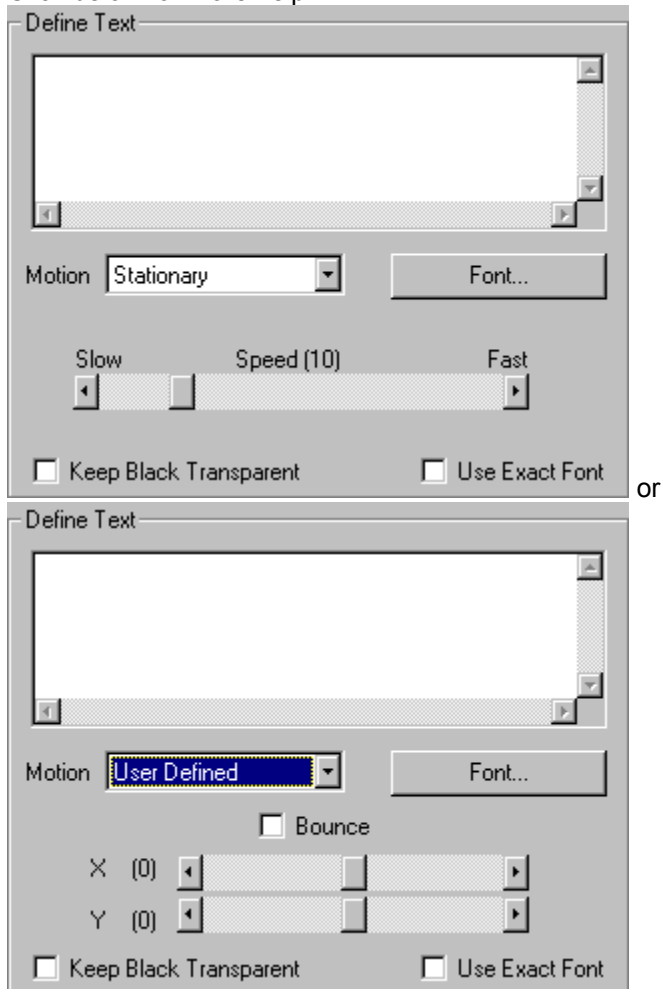 Define Text
Motion Stationary Font...
Slow Speed (10) Fast
Keep Black Transparent Use Exact Font or
Define Text
Motion User Defined Font...
Bounce
X (0)
Y (0)
Keep Black Transparent Use Exact Font